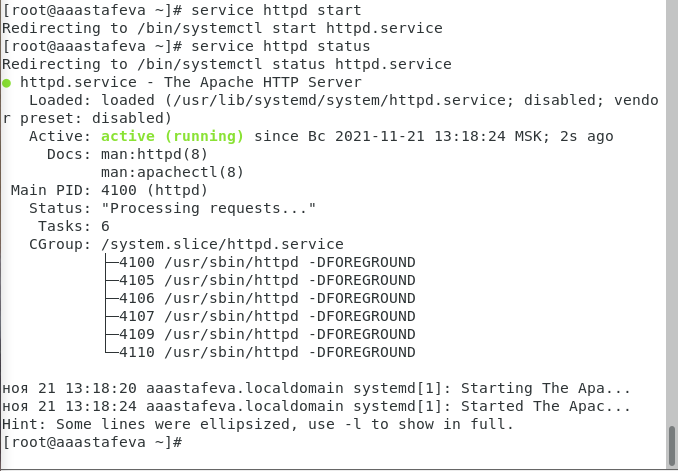 [root@aaastafeva ~]# service httpd start
Redirecting to /bin/systemctl start httpd.service
[root@aaastafeva ~]# service httpd status
Redirecting to /bin/systemctl status httpd.service
● httpd.service - The Apache HTTP Server
   Loaded: loaded (/usr/lib/systemd/system/httpd.service; disabled; vendo
r preset: disabled)
   Active: active (running) since Вс 2021-11-21 13:18:24 MSK; 2s ago
     Docs: man:httpd(8)
           man:apachectl(8)
 Main PID: 4100 (httpd)
   Status: "Processing requests..."
    Tasks: 6
   CGroup: /system.slice/httpd.service
           ├─4100 /usr/sbin/httpd -DFOREGROUND
           ├─4105 /usr/sbin/httpd -DFOREGROUND
           ├─4106 /usr/sbin/httpd -DFOREGROUND
           ├─4107 /usr/sbin/httpd -DFOREGROUND
           ├─4109 /usr/sbin/httpd -DFOREGROUND
           └─4110 /usr/sbin/httpd -DFOREGROUND

ноя 21 13:18:20 aaastafeva.localdomain systemd[1]: Starting The Apa...
ноя 21 13:18:24 aaastafeva.localdomain systemd[1]: Started The Apac...
Hint: Some lines were ellipsized, use -l to show in full.
[root@aaastafeva ~]#